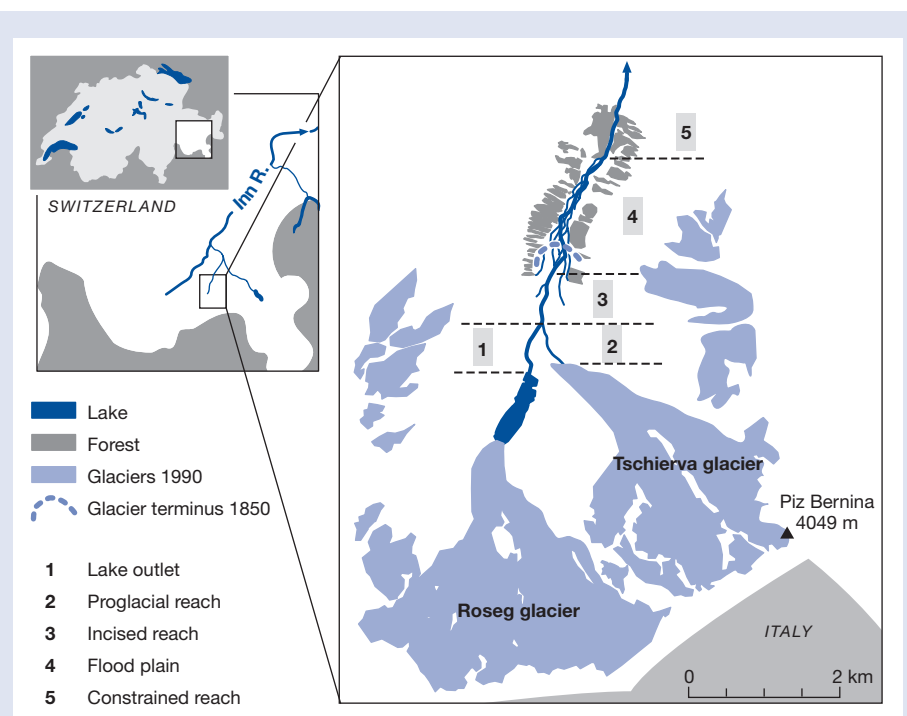 SWITZERLAND
Inn R.
Lake
Forest
Glaciers 1990
Glacier terminus 1850
1 Lake outlet
2 Proglacial reach
3 Incised reach
4 Flood plain
5 Constrained reach
5
4
3
1
2
Tschierva glacier
Piz Bernina
4049 m
Roseg glacier
ITALY
0 2 km